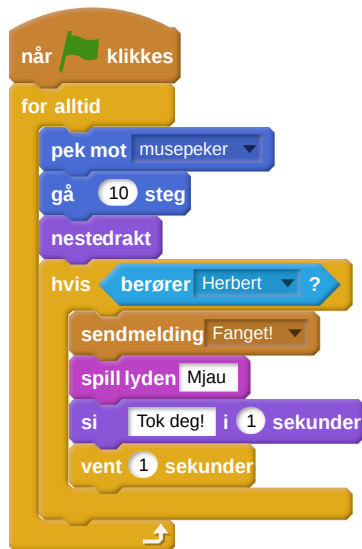 når klikkes
for alltid
pek mot musepeker
gå 10 steg
nestedrakt
hvis berører Herbert ?
sendmelding Fanget!
spill lyden Mjau
si Tok deg! i 1 sekunder
vent 1 sekunder